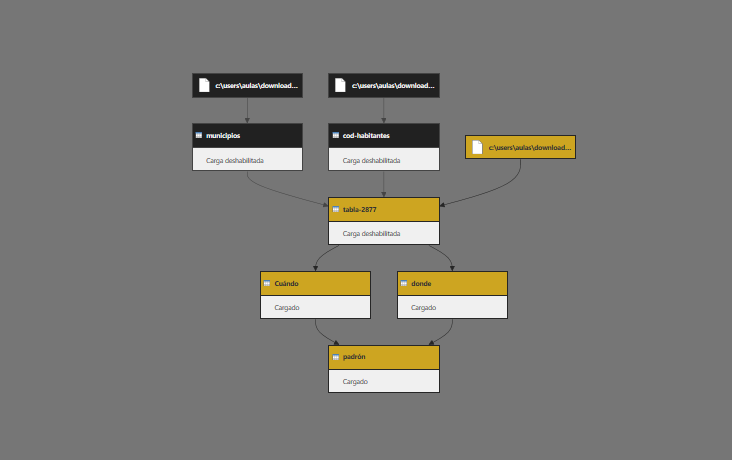 c:\users\aulas\download...
c:\users\aulas\download...
municipios
Carga deshabilitada
cod-habitantes
Carga deshabilitada
c:\users\aulas\download...
tabla-2877
Carga deshabilitada
Cuándo
Cargado
donde
Cargado
padrón
Cargado